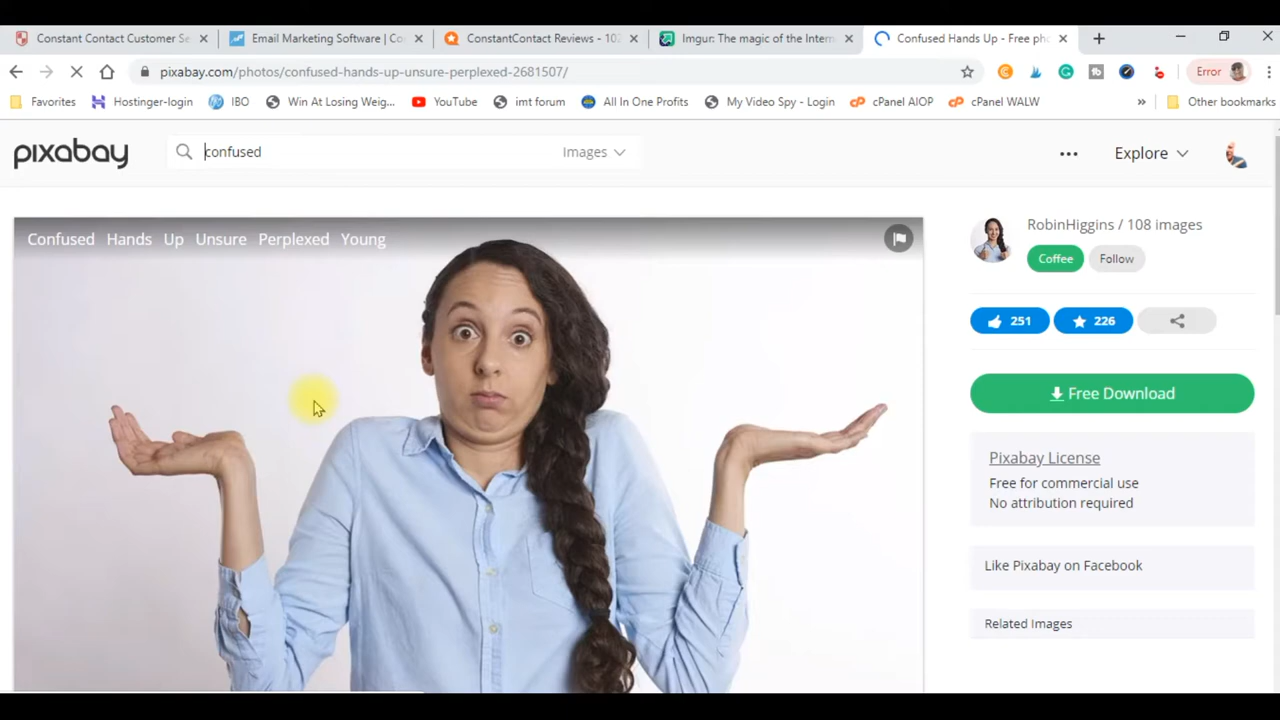 Constant Contact Customer Se
Email Marketing Software | Co
ConstantContact Reviews - 102
Imgur: The magic of the Intern
Confused Hands Up - Free pho
pixabay.com/photos/confused-hands-up-unsure-perplexed-2681507/
Error
Favorites
Hostinger-login
IBO
Win At Losing Weig...
YouTube
imt forum
All In One Profits
My Video Spy - Login
cPanel AIOP
cPanel WALW
»
Other bookmarks
pixabay
confused
Images
Explore
Confused Hands Up Unsure Perplexed Young
RobinHiggins / 108 images
Coffee
Follow
251
226
Free Download
Pixabay License
Free for commercial use
No attribution required
Like Pixabay on Facebook
Related Images